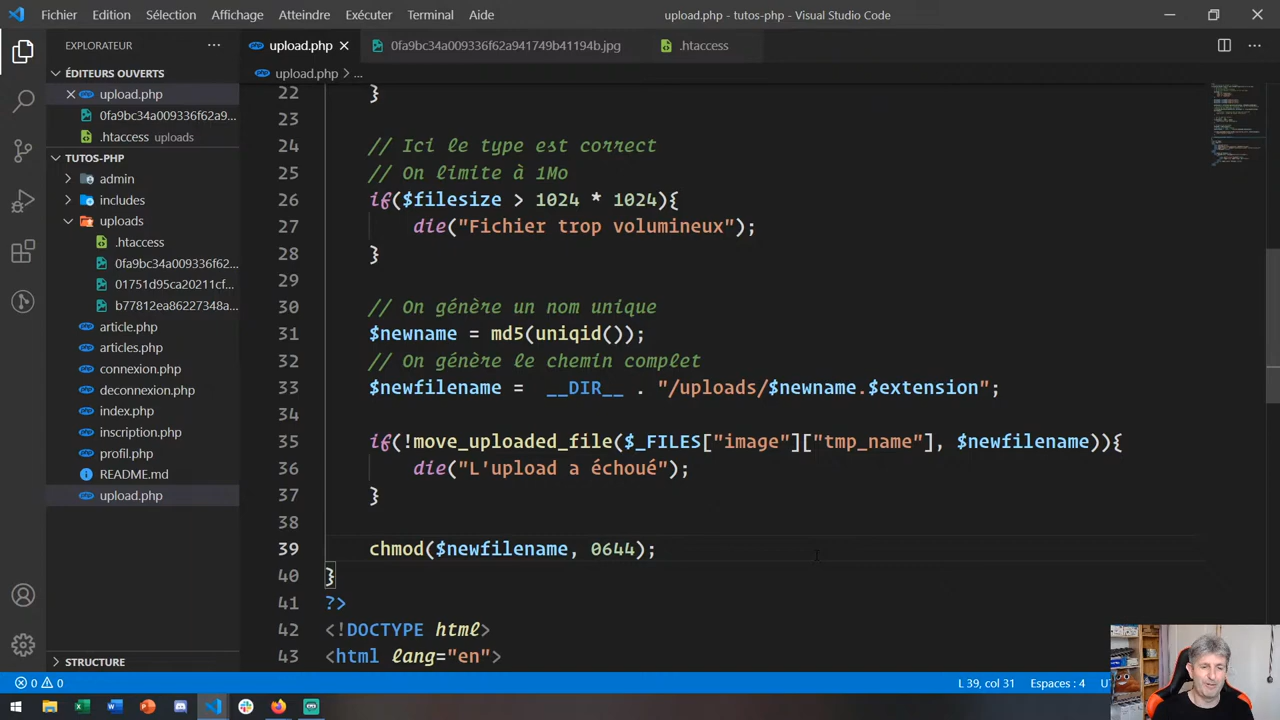 Fichier Edition Sélection Affichage Atteindre Exécuter Terminal Aide
upload.php - tutos-php - Visual Studio Code
EXPLORATEUR
upload.php 0fa9bc34a009336f62a941749b41194b.jpg .htaccess
ÉDITEURS OUVERTS
upload.php > ...
upload.php
0fa9bc34a009336f62a9...
.htaccess uploads
TUTOS-PHP
admin
includes
uploads
.htaccess
0fa9bc34a009336f62...
01751d95ca20211cf...
b77812ea86227348a...
article.php
articles.php
connexion.php
deconnexion.php
index.php
inscription.php
profil.php
README.md
upload.php
STRUCTURE
22 }
23
24 // Ici le type est correct
25 // On limite à 1Mo
26 if($filesize > 1024 * 1024){
27 die("Fichier trop volumineux");
28 }
29
30 // On génère un nom unique
31 $newname = md5(uniqid());
32 // On génère le chemin complet
33 $newfilename = __DIR__ . "/uploads/$newname.$extension";
34
35 if(!move_uploaded_file($_FILES["image"]["tmp_name"], $newfilename)){
36 die("L'upload a échoué");
37 }
38
39 chmod($newfilename, 0644);
40 }
41 ?>
42 <!DOCTYPE html>
43 <html lang="en">
0 0
L 39, col 31 Espaces : 4